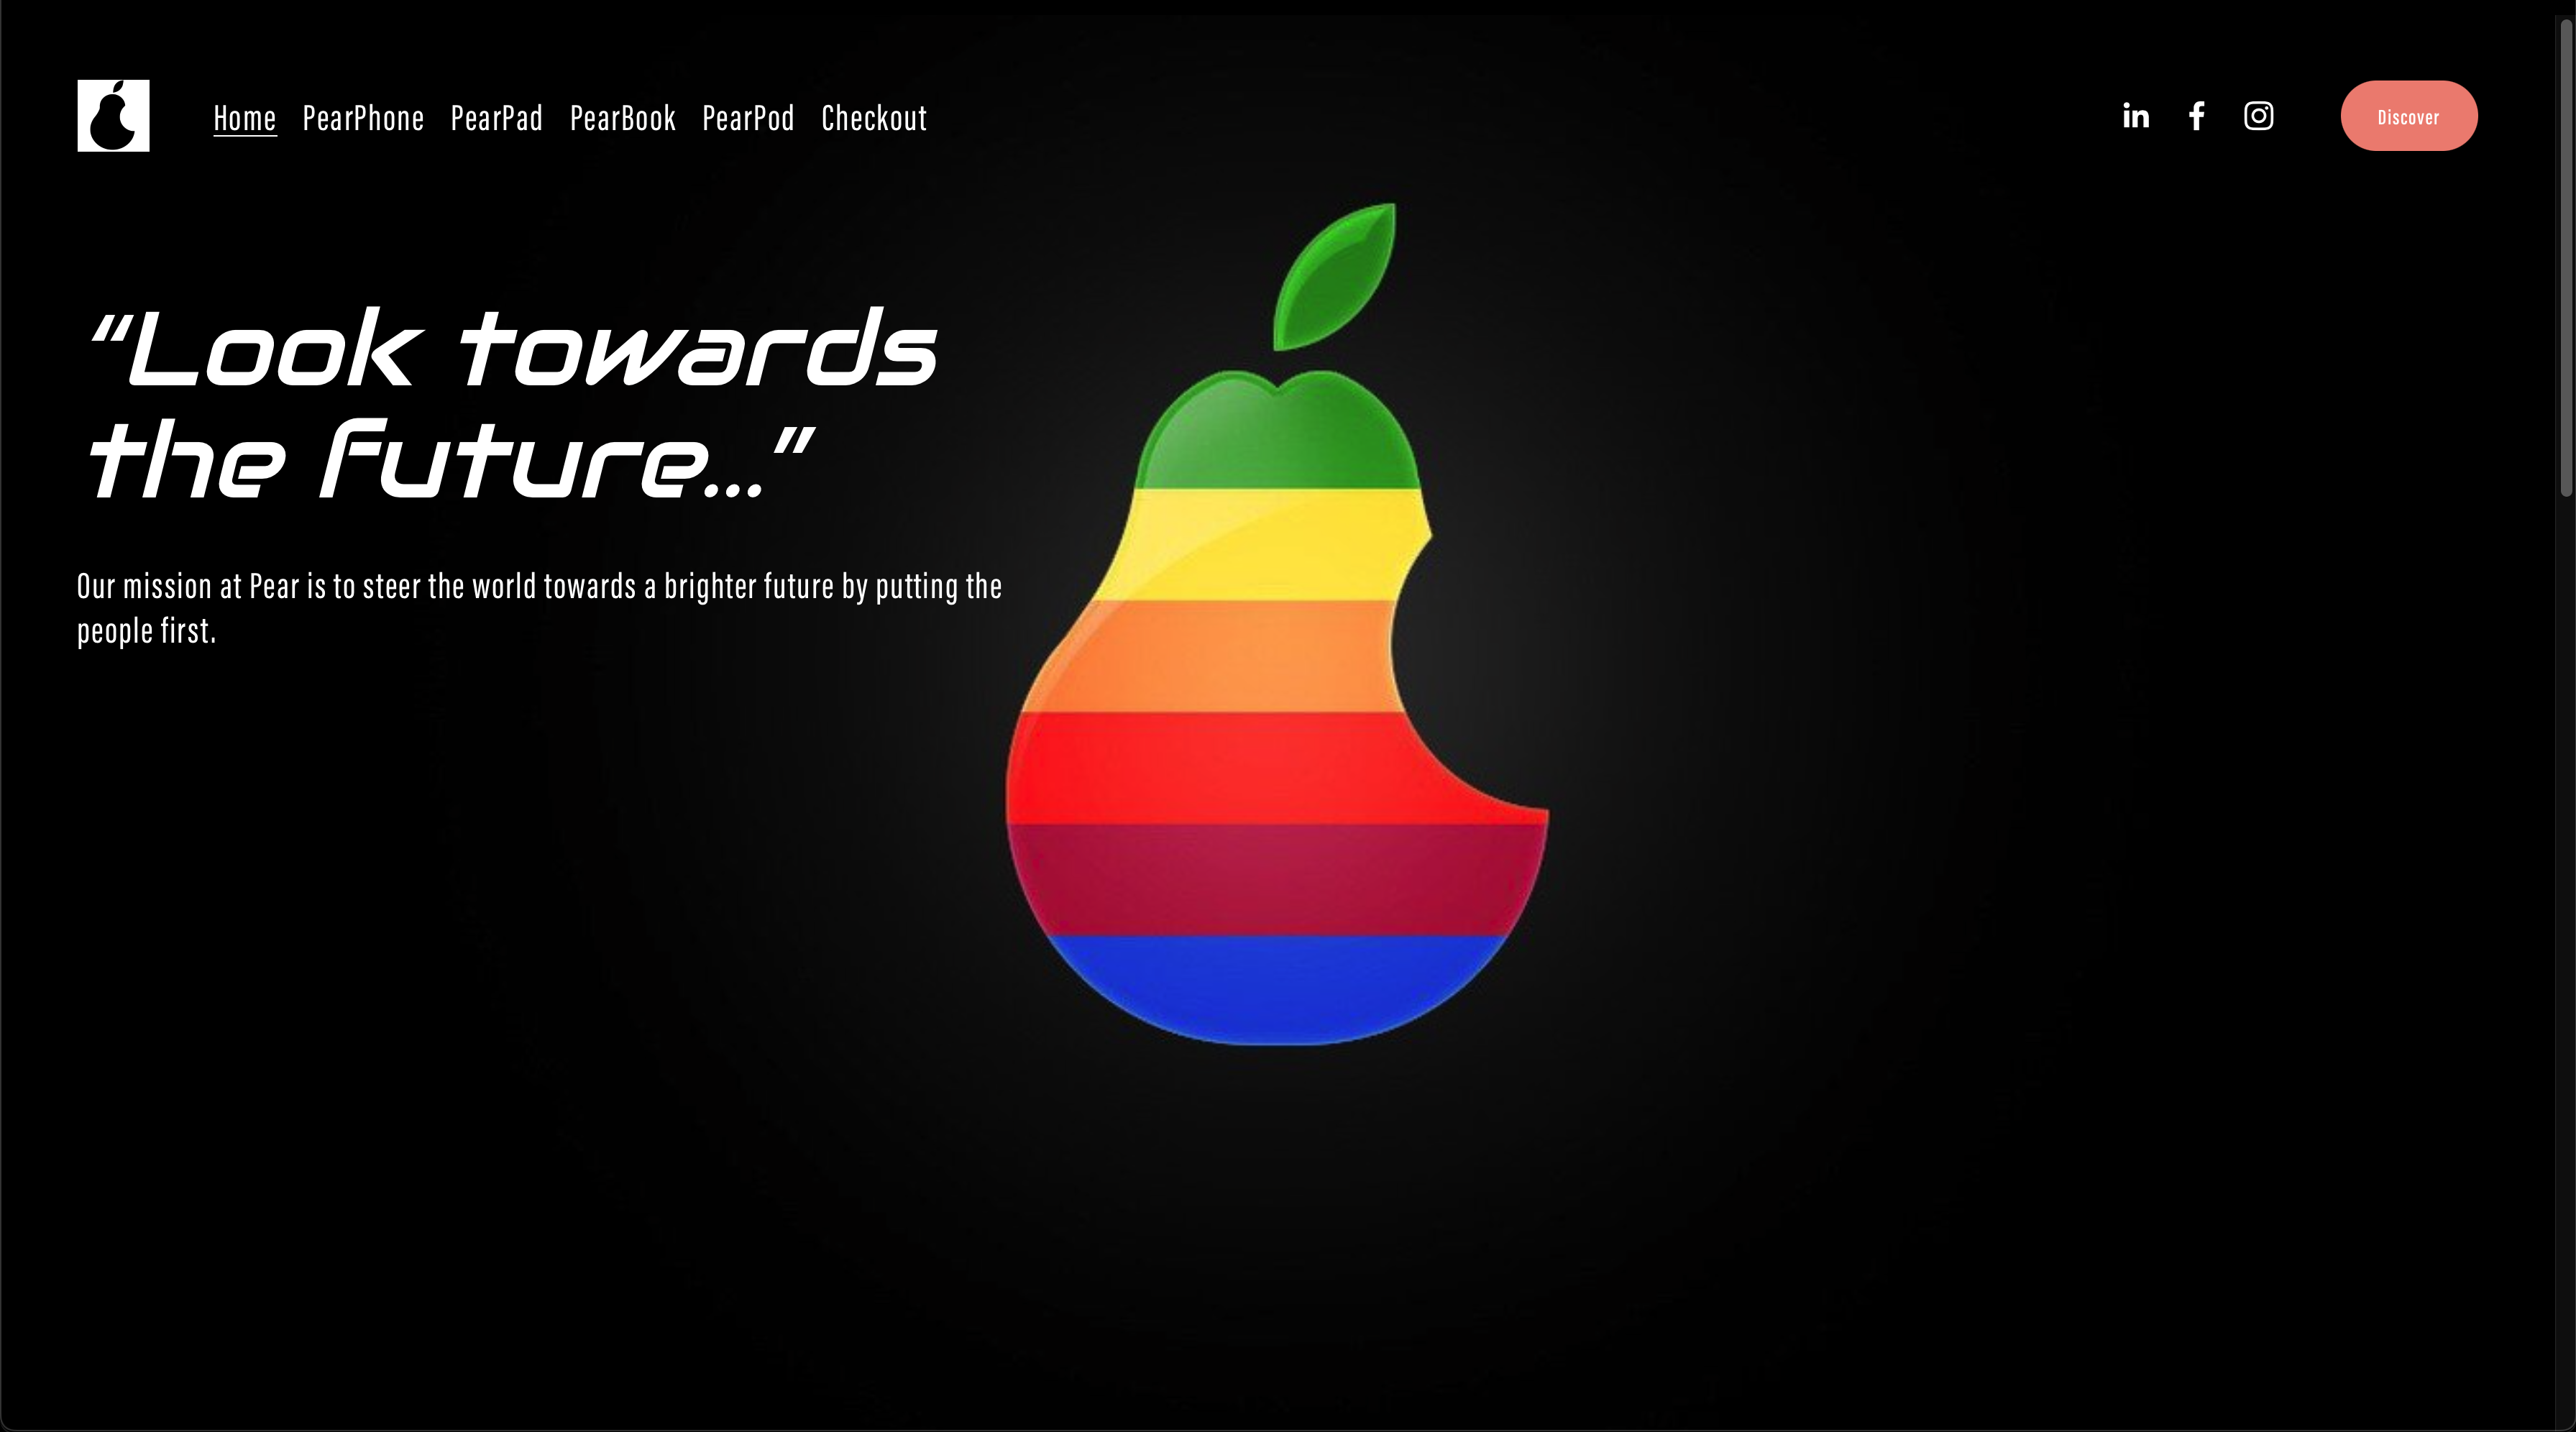 Home PearPhone PearPad PearBook PearPod Checkout
in f
Discover
“Look towards
the future...”
Our mission at Pear is to steer the world towards a brighter future by putting the
people first.